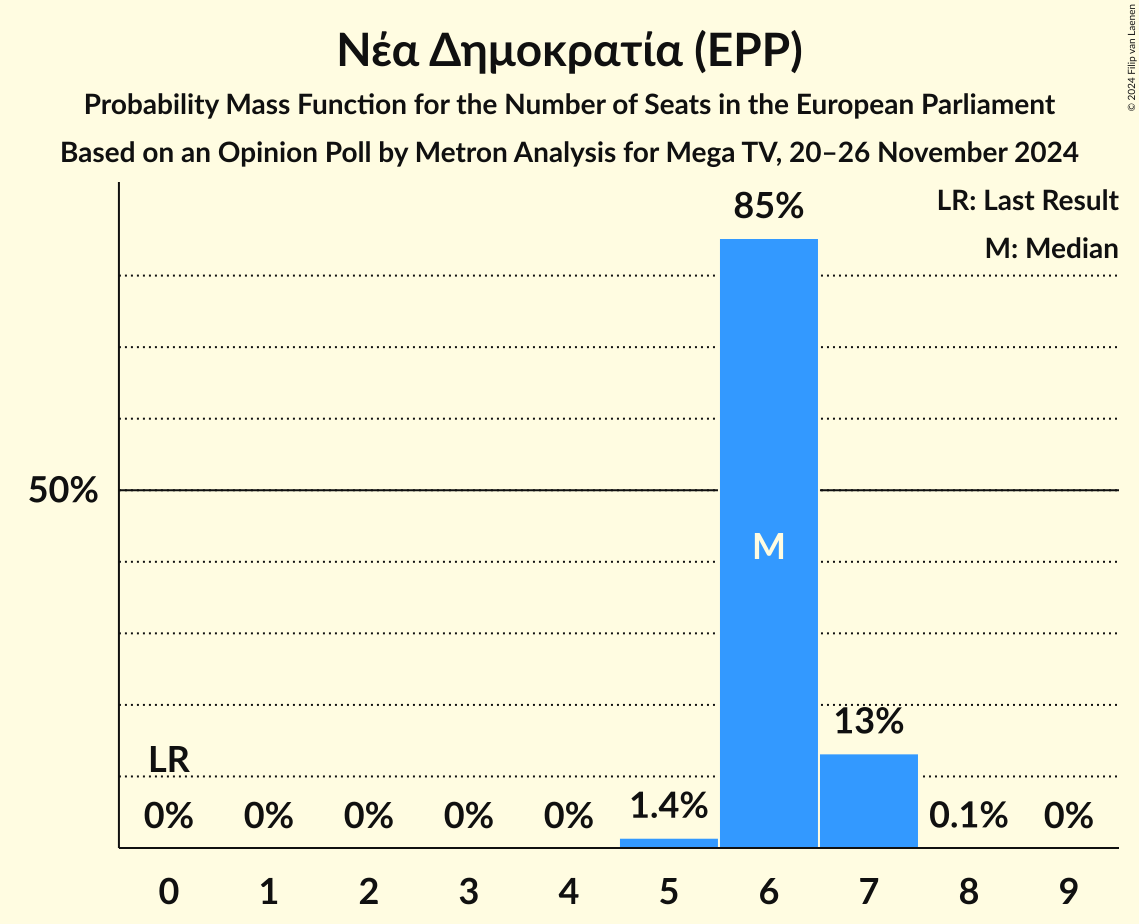 Νέα Δημοκρατία (EPP)
Probability Mass Function for the Number of Seats in the European Parliament
Based on an Opinion Poll by Metron Analysis for Mega TV, 20–26 November 2024
© 2024 Filip van Laenen
LR: Last Result
M: Median
85%
50%
M
13%
LR
0% 0% 0% 0% 0% 1.4% 0.1% 0%
0 1 2 3 4 5 6 7 8 9